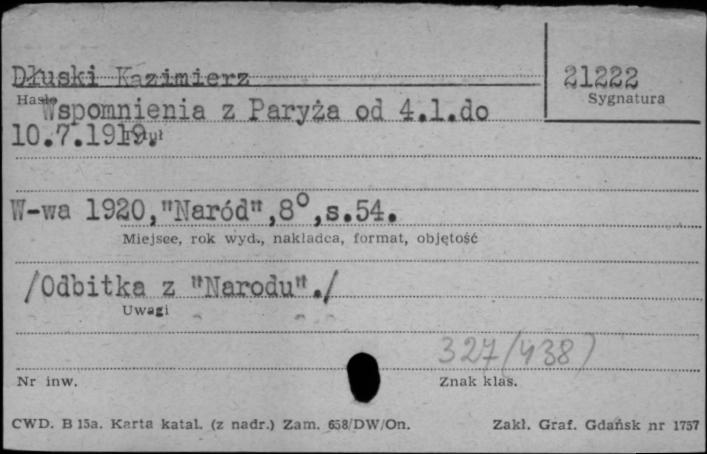 Dłuski Kazimierz
21222
Hasło
Sygnatura
Wspomnienia z Paryża od 4.1.do
10.7.1919.
Tytuł
W-wa 1920,"Naród",8°,s.54.
Miejsce, rok wyd., nakładca, format, objętość
/Odbitka z "Narodu"./
Uwagi
327/438)
Nr inw.
Znak klas.
CWD. B 15a. Karta katal. (z nadr.) Zam. 658/DW/On.
Zakł. Graf. Gdańsk nr 1757